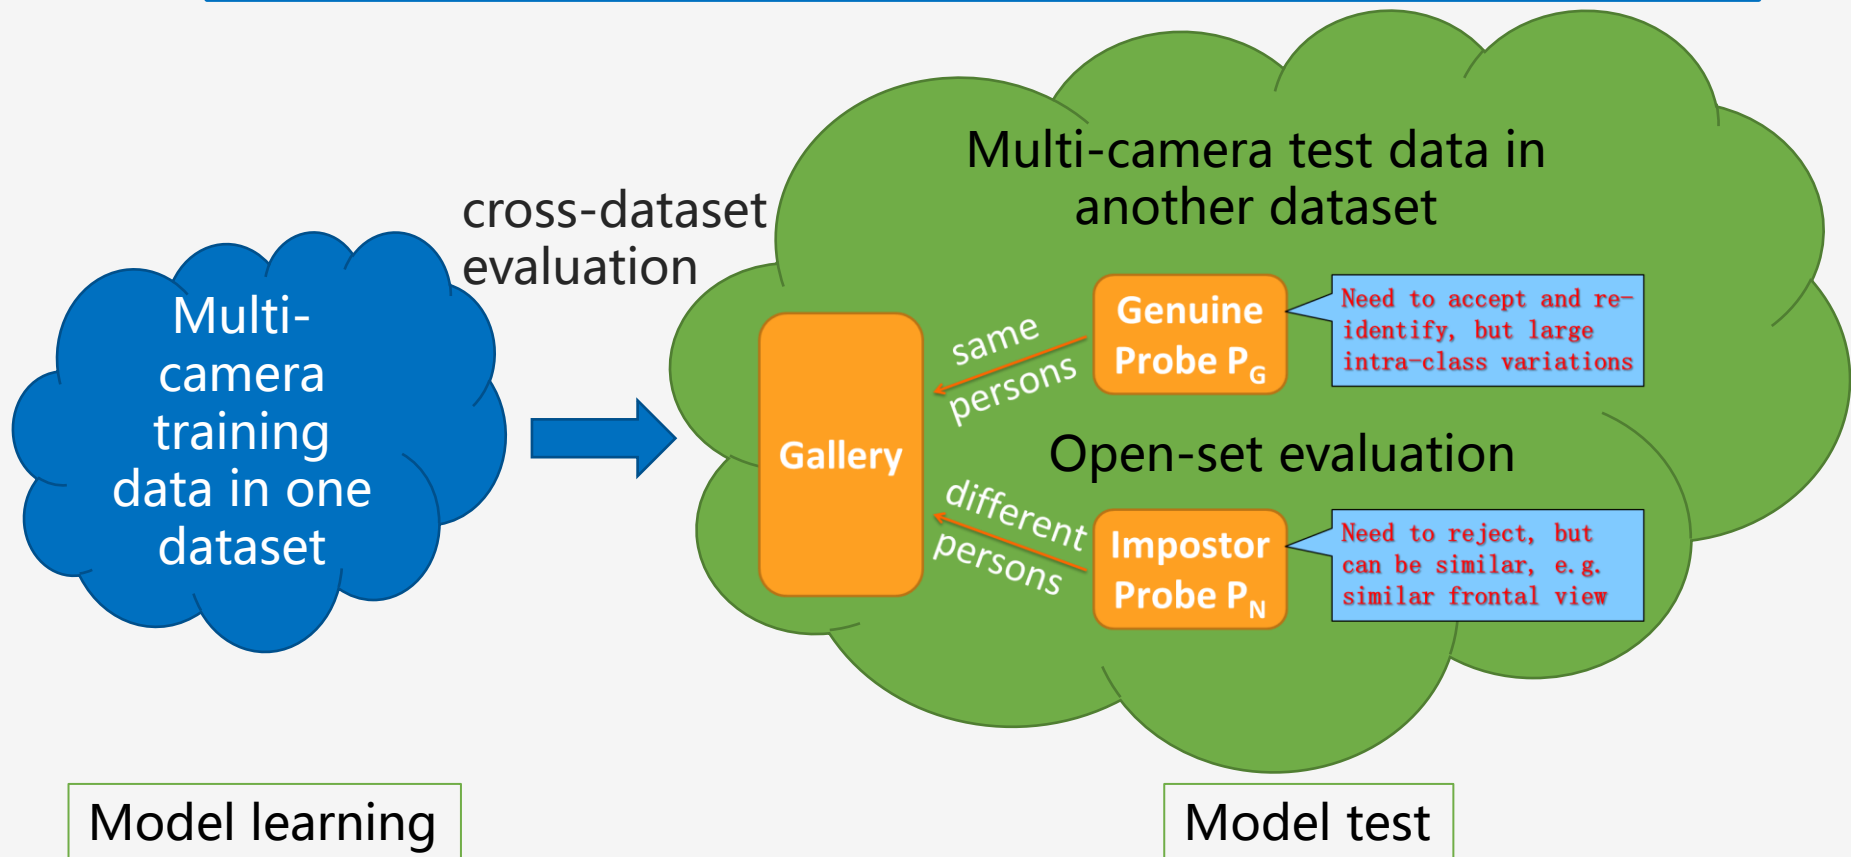 Multi-camera test data in
another dataset
cross-dataset
evaluation
Multi-
camera
training
data in one
dataset
Gallery
same
persons
Genuine
Probe P_G
Need to accept and re-
identify, but large
intra-class variations
Open-set evaluation
different
persons
Impostor
Probe P_N
Need to reject, but
can be similar, e.g.
similar frontal view
Model learning
Model test